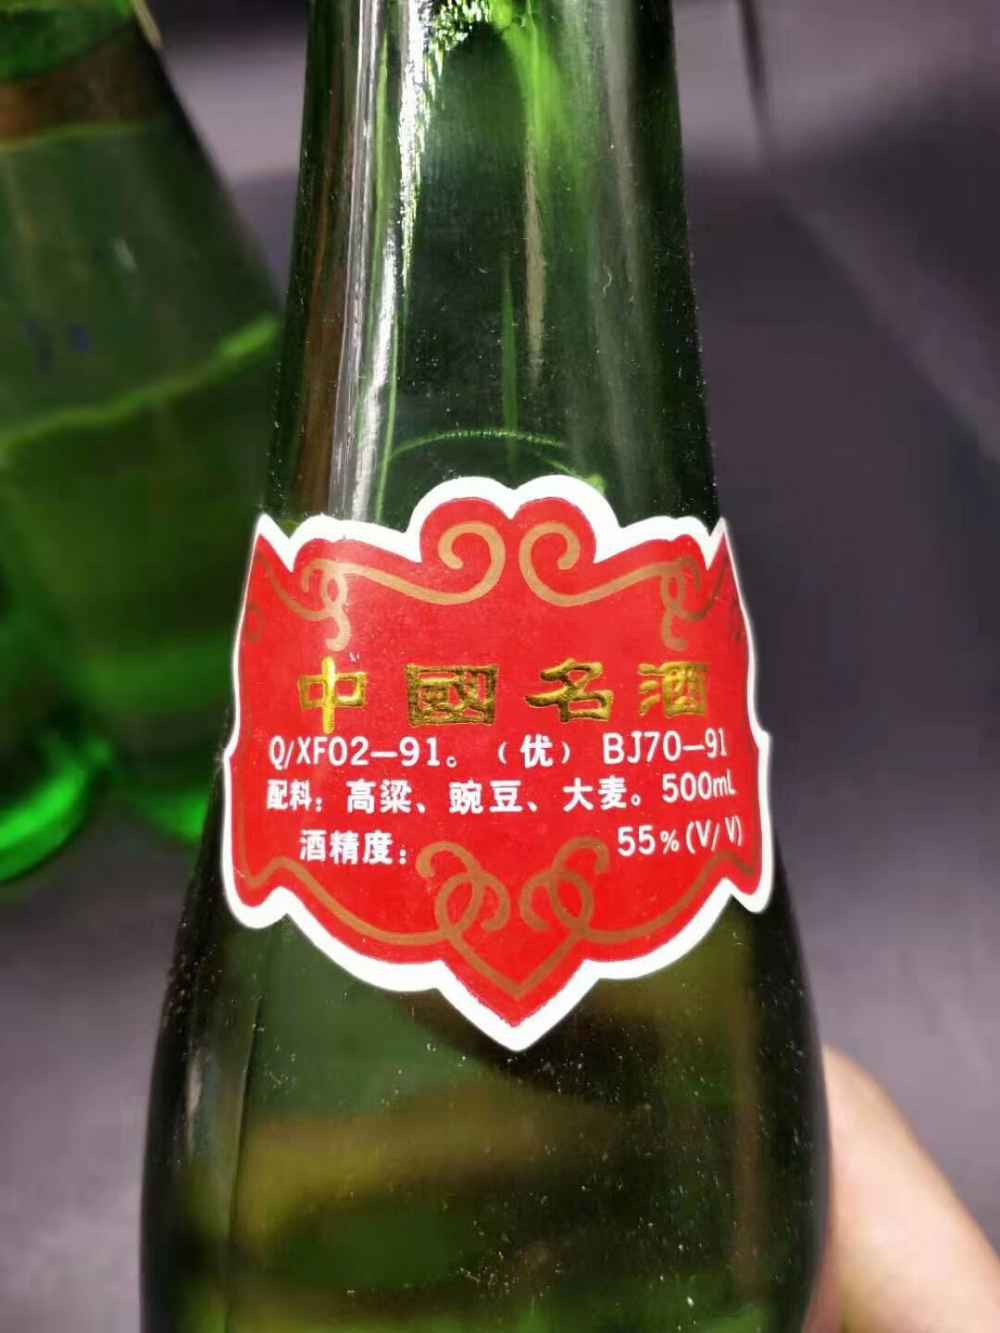 中國名酒
Q/XF02—91。（优） BJ70—91
配料：高粱、豌豆、大麦。500mL
酒精度： 55%(V/V)